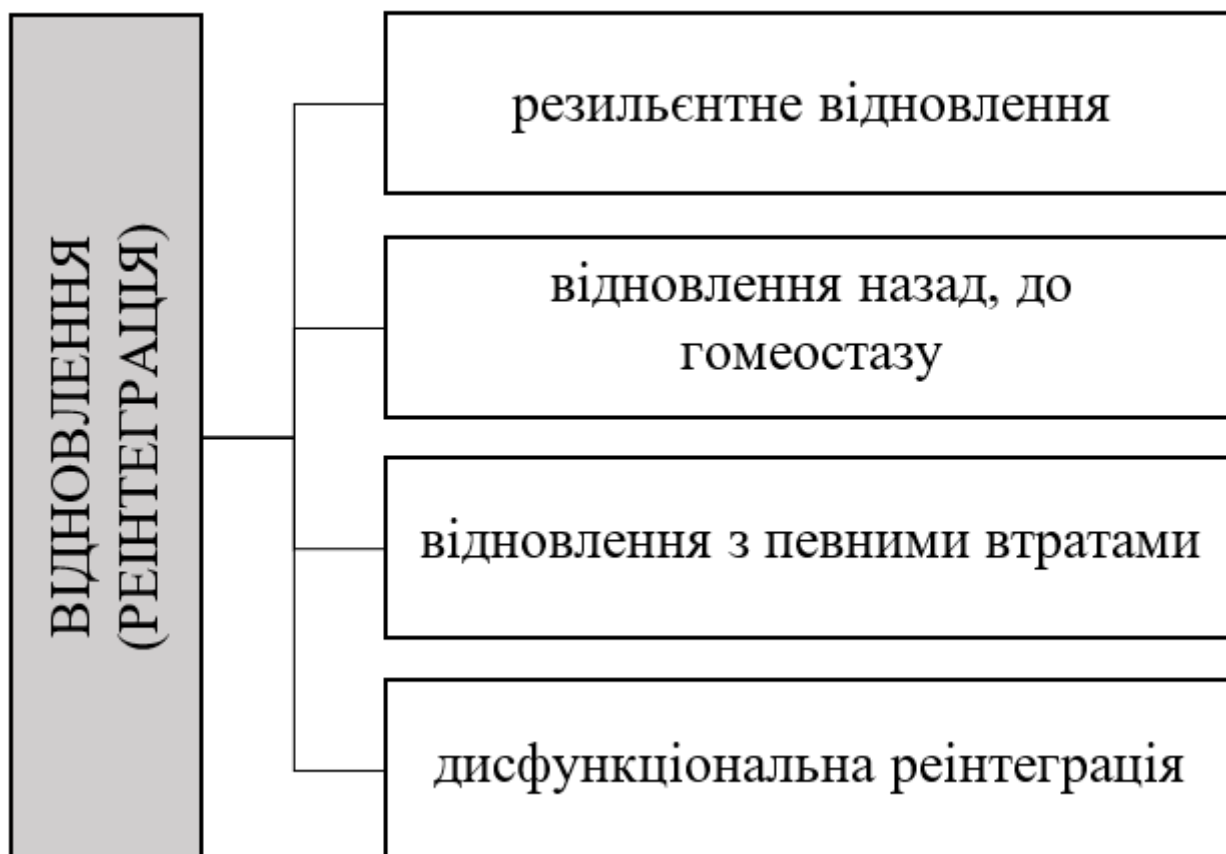 ВІДНОВЛЕННЯ
(РЕІНТЕГРАЦІЯ)
резильєнтне відновлення
відновлення назад, до
гомеостазу
відновлення з певними втратами
дисфункціональна реінтеграція